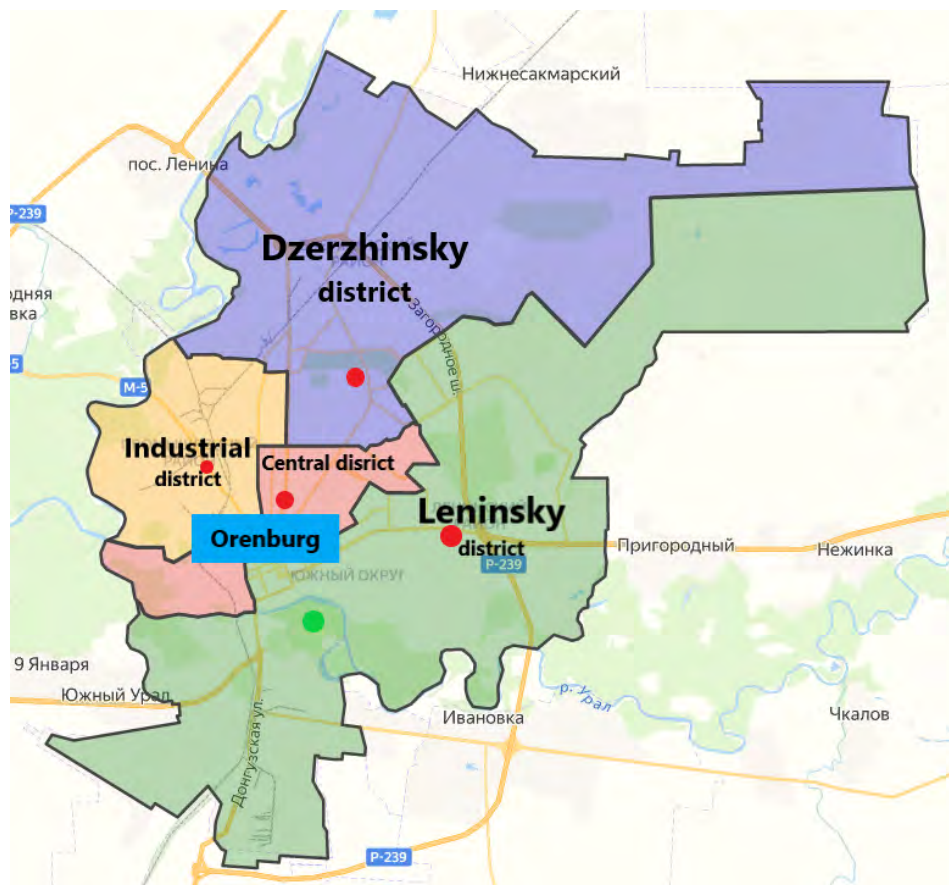 Нижнесакмарский
пос. Ленина
Р-239
Dzerzhinsky
district
одняя
вка
Загородное ш.
М-5
Industrial
district
Central disrict
Leninsky
district
Orenburg
Р-239
Пригородный
Нежинка
ЮЖНЫЙ ОКРУГ
9 Января
Южный Урал
Ивановка
р. Урал
Чкалов
Донгузская ул.
Р-239